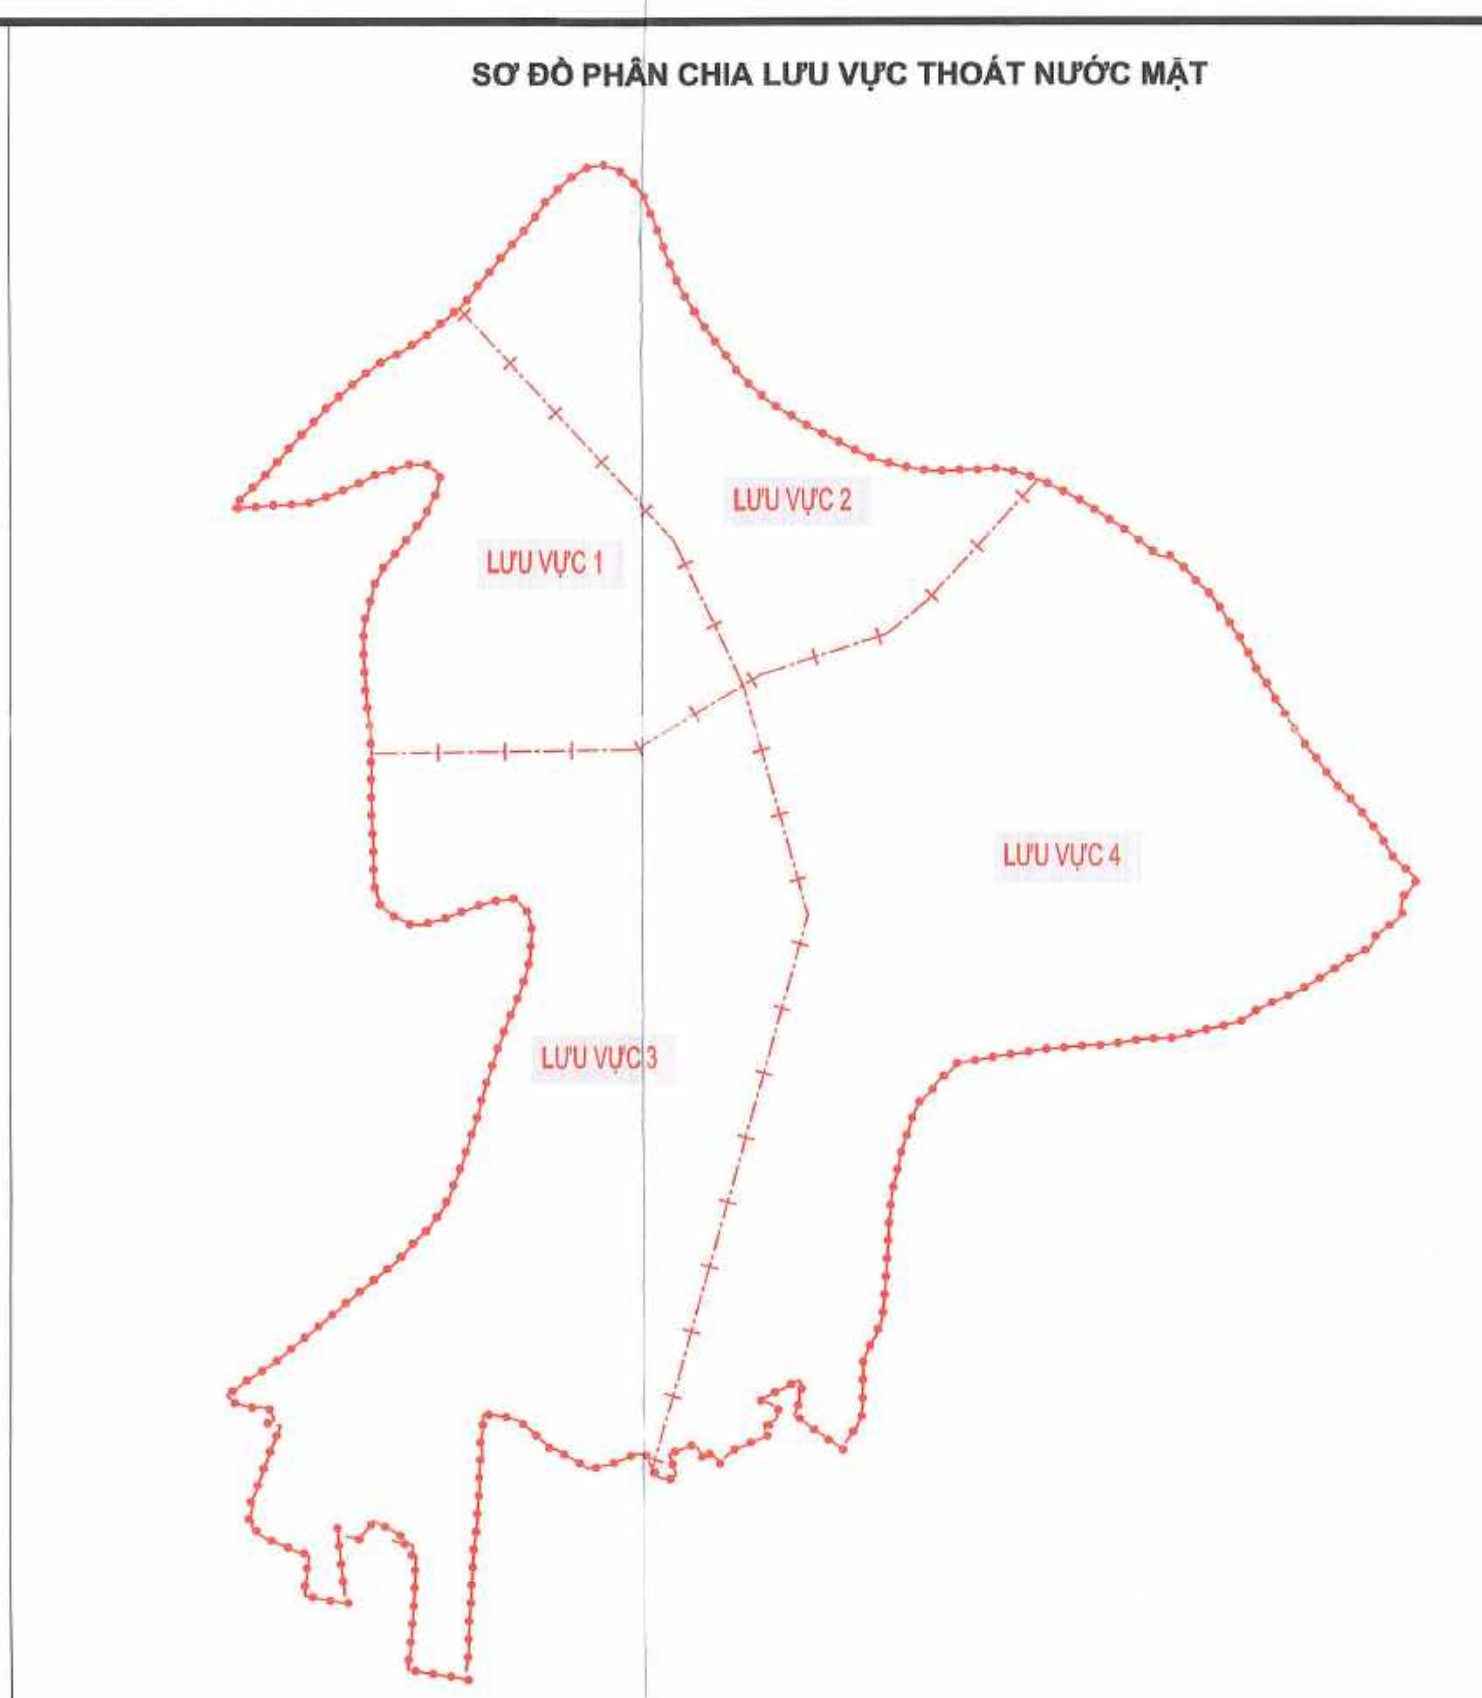 SƠ ĐỒ PHÂN CHIA LƯU VỰC THOÁT NƯỚC MẶT
LƯU VỰC 2
LƯU VỰC 1
LƯU VỰC 4
LƯU VỰC 3